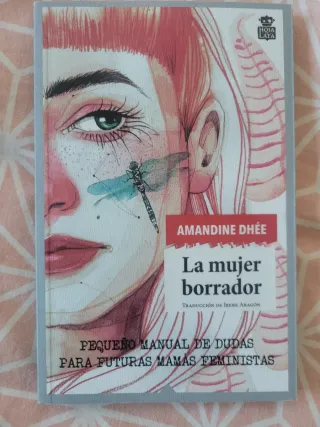 HOJA
DE LATA
AMANDINE DHÉE
La mujer
borrador
TRADUCCIÓN DE IRENE ARAGÓN
PEQUEÑO MANUAL DE DUDAS
PARA FUTURAS MAMÁS FEMINISTAS